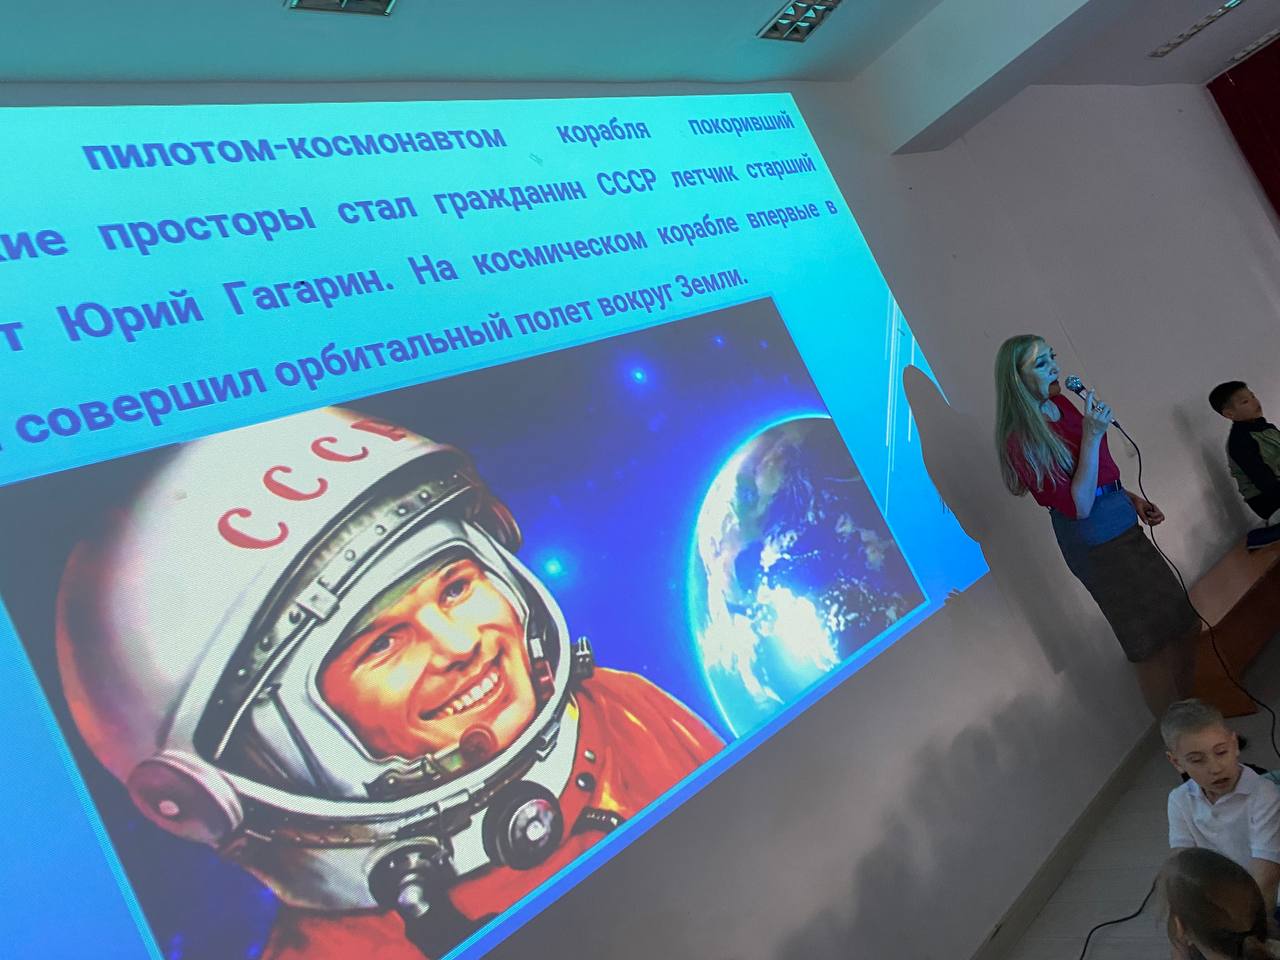 пилотом-космонавтом корабля покоривший
просторы стал гражданин СССР летчик старший
Юрий Гагарин. На космическом корабле впервые в
совершил орбитальный полет вокруг Земли.
СССР